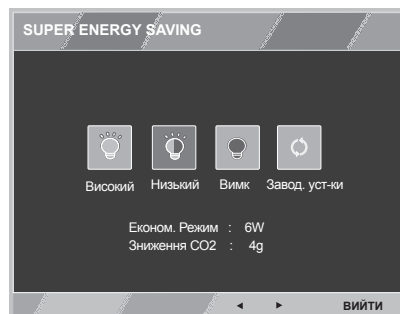 SUPER ENERGY SAVING
Високий Низький Вимк Завод. уст-ки
Економ. Режим : 6W
Зниження CO2 : 4g
◄ ► ВИЙТИ